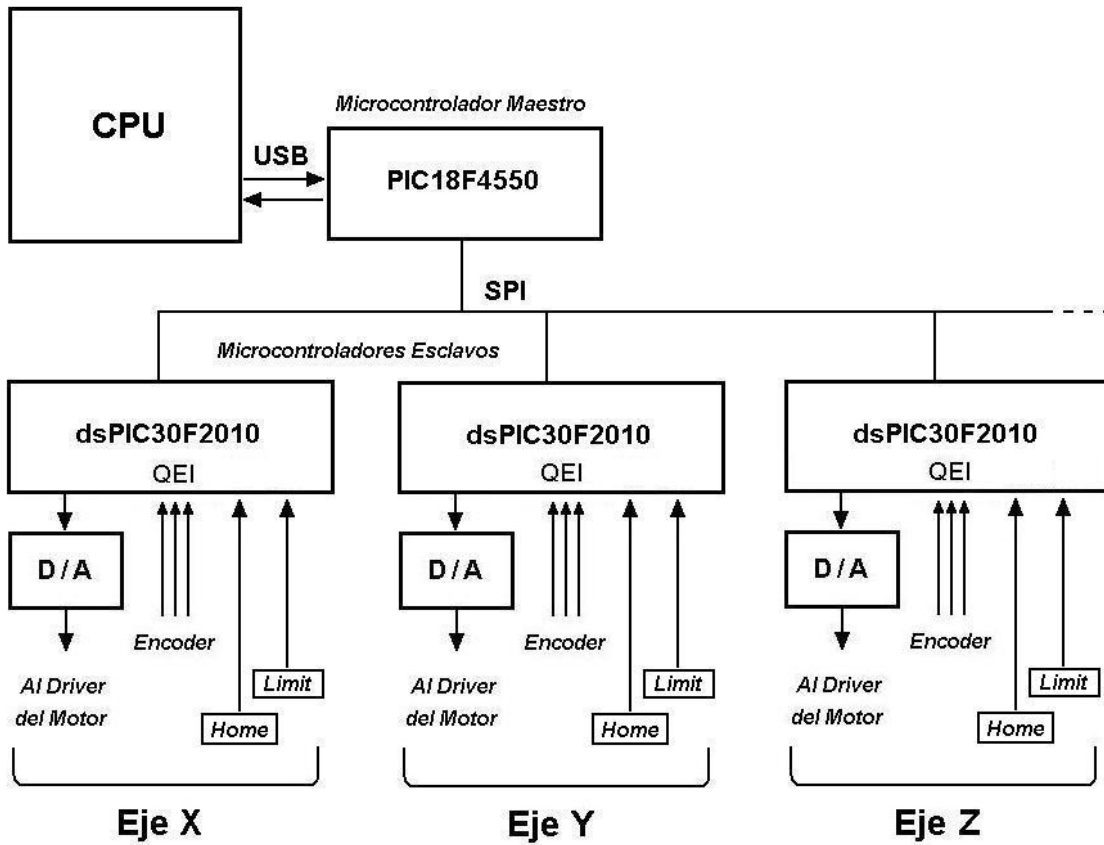 CPU
Microcontrolador Maestro
USB
PIC18F4550
SPI
Microcontroladores Esclavos
dsPIC30F2010
QEI
D / A
Encoder
Limit
Al Driver
del Motor
Home
Eje X
dsPIC30F2010
QEI
D / A
Encoder
Limit
Al Driver
del Motor
Home
Eje Y
dsPIC30F2010
QEI
D / A
Encoder
Limit
Al Driver
del Motor
Home
Eje Z